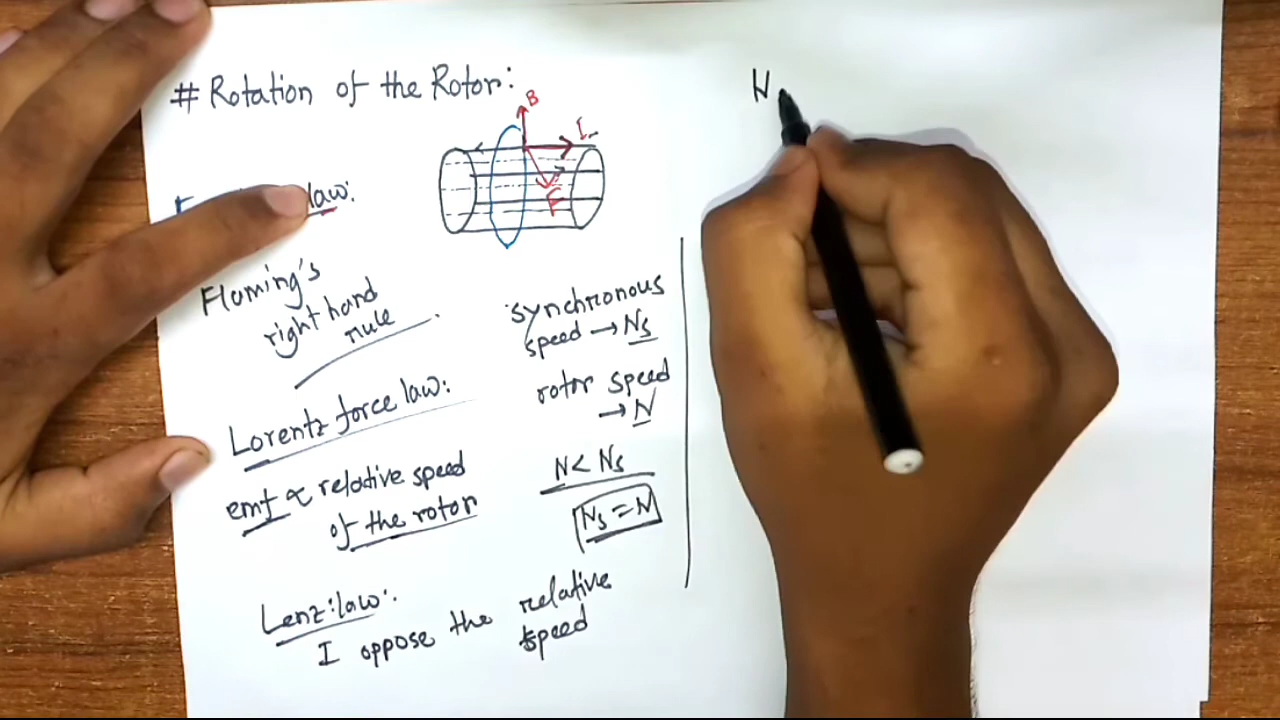 # Rotation of the Rotor:
B
I
F
law:
Fluming's
right hand
rule
Lorentz force law:
emf ∝ relative speed
of the rotor
Lenz:law:
I oppose the relative
speed
synchronous
speed → Ns
rotor speed
→ N
N < Ns
Ns = N
N